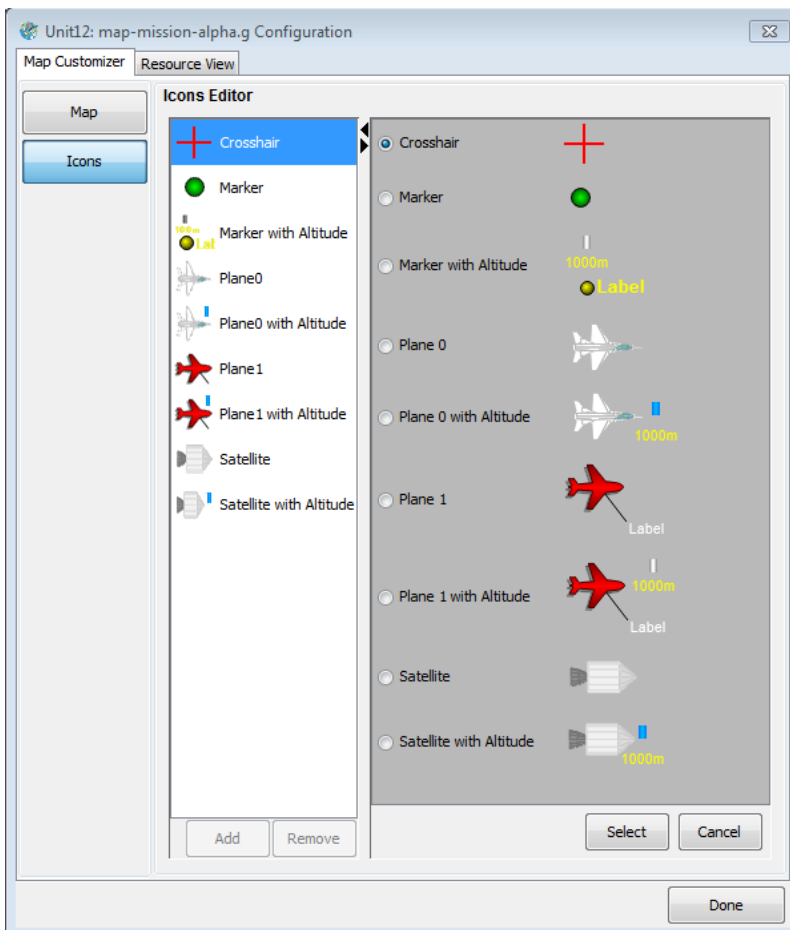 Unit12: map-mission-alpha.g Configuration
Map Customizer
Resource View
Map
Icons
Icons Editor
Crosshair
Marker
100m
Lab
Marker with Altitude
Plane0
Plane0 with Altitude
Plane1
Plane1 with Altitude
Satellite
Satellite with Altitude
Add
Remove
Crosshair
Marker
Marker with Altitude
1000m
Label
Plane 0
Plane 0 with Altitude
1000m
Plane 1
Label
Plane 1 with Altitude
1000m
Label
Satellite
Satellite with Altitude
1000m
Select
Cancel
Done